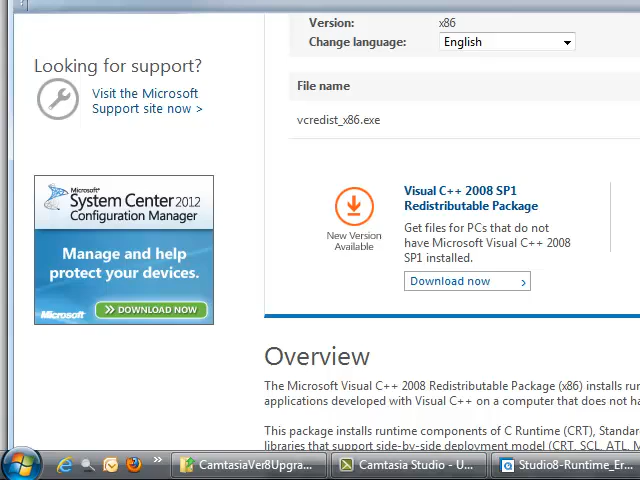 Version: x86
Change language: English
Looking for support?
Visit the Microsoft
Support site now >
File name
vcredist_x86.exe
Microsoft®
System Center 2012
Configuration Manager
Manage and help
protect your devices.
Microsoft
>> DOWNLOAD NOW
New Version
Available
Visual C++ 2008 SP1
Redistributable Package
Get files for PCs that do not
have Microsoft Visual C++ 2008
SP1 installed.
Download now >
Overview
The Microsoft Visual C++ 2008 Redistributable Package (x86) installs
applications developed with Visual C++ on a computer that does not
This package installs runtime components of C Runtime (CRT),
libraries that support side-by-side deployment model (CRT, SCL, ATL,
CamtasiaVer8Upgra...
Camtasia Studio - U...
Studio8-Runtime_Er...